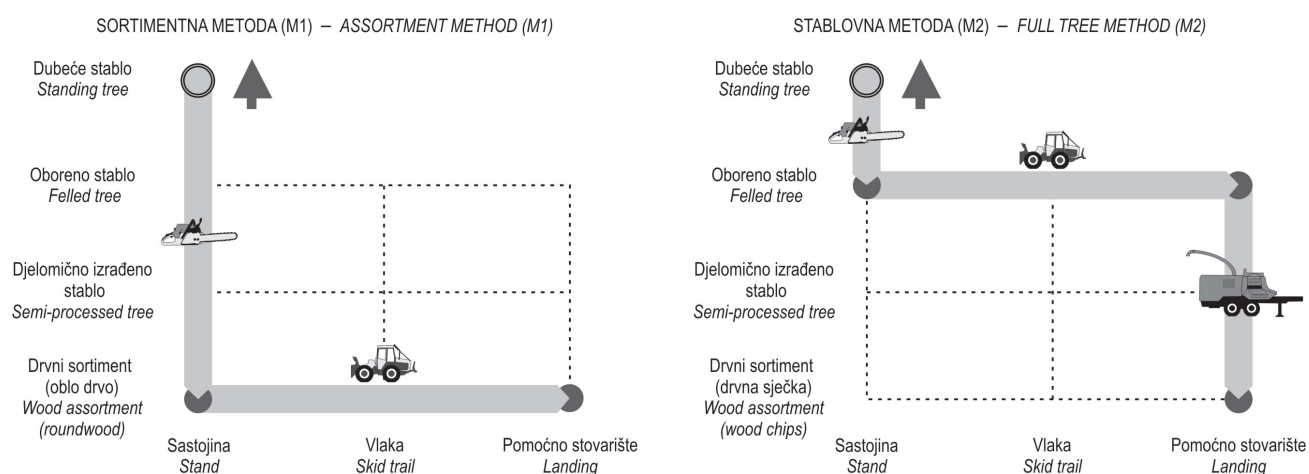 SORTIMENTNA METODA (M1) – ASSORTMENT METHOD (M1)
Dubeće stablo
Standing tree
Oboreno stablo
Felled tree
Djelomično izrađeno
stablo
Semi-processed tree
Drvni sortiment
(oblo drvo)
Wood assortment
(roundwood)
Sastojina
Stand
Vlaka
Skid trail
Pomoćno stovarište
Landing
STABLOVNA METODA (M2) – FULL TREE METHOD (M2)
Dubeće stablo
Standing tree
Oboreno stablo
Felled tree
Djelomično izrađeno
stablo
Semi-processed tree
Drvni sortiment
(drvna sječka)
Wood assortment
(wood chips)
Sastojina
Stand
Vlaka
Skid trail
Pomoćno stovarište
Landing